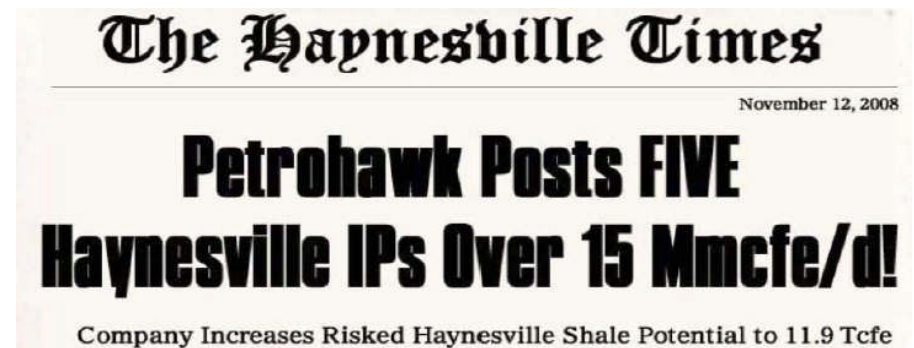 The Haynesville Times
November 12, 2008
Petrohawk Posts FIVE
Haynesville IPs Over 15 Mmcfe/d!
Company Increases Risked Haynesville Shale Potential to 11.9 Tcfe